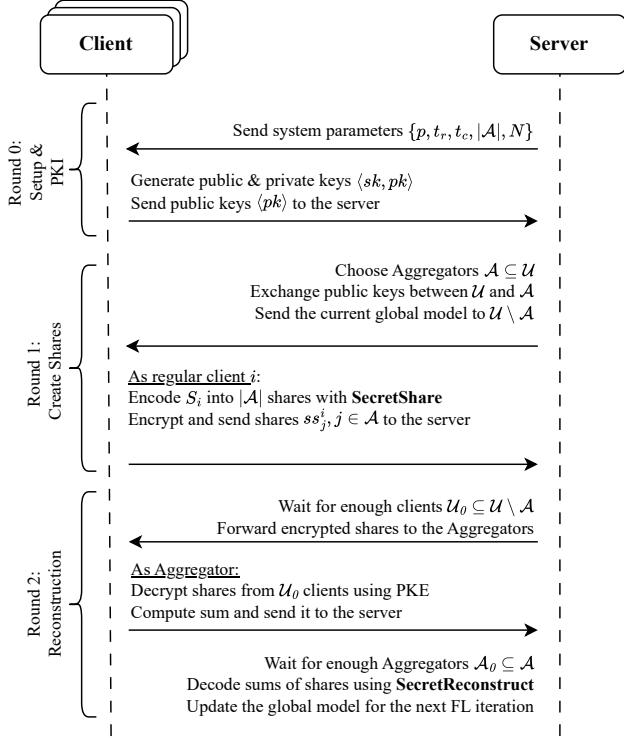 Client
Server
Round 0:
Setup &
PKI
Send system parameters {p, t_r, t_c, |𝒜|, N}
Generate public & private keys ⟨sk, pk⟩
Send public keys ⟨pk⟩ to the server
Round 1:
Create Shares
Choose Aggregators 𝒜 ⊆ 𝒰
Exchange public keys between 𝒰 and 𝒜
Send the current global model to 𝒰 \ 𝒜
As regular client i:
Encode S_i into |𝒜| shares with SecretShare
Encrypt and send shares ss_j^i, j ∈ 𝒜 to the server
Round 2:
Reconstruction
Wait for enough clients 𝒰_0 ⊆ 𝒰 \ 𝒜
Forward encrypted shares to the Aggregators
As Aggregator:
Decrypt shares from 𝒰_0 clients using PKE
Compute sum and send it to the server
Wait for enough Aggregators 𝒜_0 ⊆ 𝒜
Decode sums of shares using SecretReconstruct
Update the global model for the next FL iteration